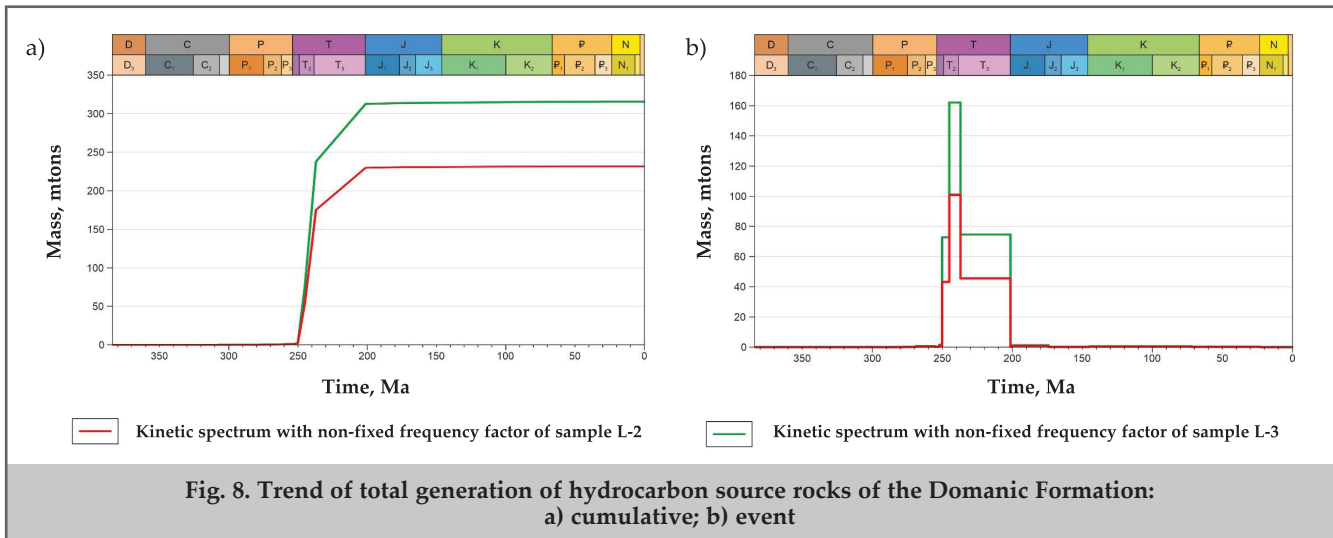 a)
D C P T J K ₽ N
D₃ C₁ C₂ P₁ P₂ P₃ T₂ T₃ J₁ J₂ J₃ K₁ K₂ ₽₁ ₽₂ ₽₃ N₁
350
300
250
200
150
100
50
0
Mass, mtons
350 300 250 200 150 100 50 0
Time, Ma
b)
D C P T J K ₽ N
D₃ C₁ C₂ P₁ P₂ P₃ T₂ T₃ J₁ J₂ J₃ K₁ K₂ ₽₁ ₽₂ ₽₃ N₁
180
160
140
120
100
80
60
40
20
0
Mass, mtons
350 300 250 200 150 100 50 0
Time, Ma
Kinetic spectrum with non-fixed frequency factor of sample L-2
Kinetic spectrum with non-fixed frequency factor of sample L-3
Fig. 8. Trend of total generation of hydrocarbon source rocks of the Domanic Formation:
a) cumulative; b) event